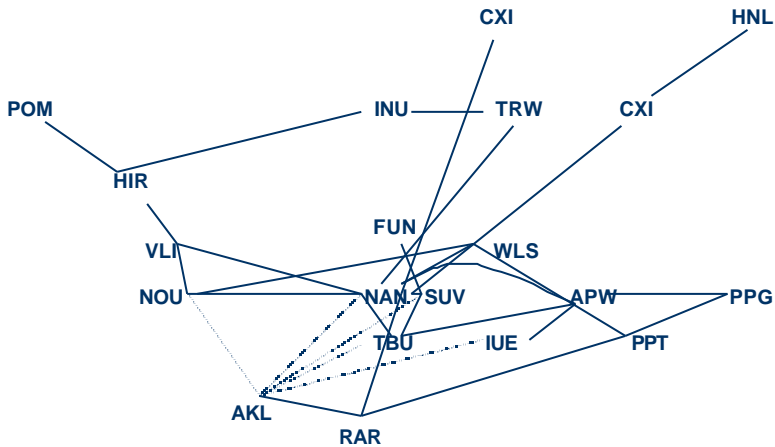 CXI
HNL
POM
INU
TRW
CXI
HIR
FUN
VLI
WLS
NOU
NAN
SUV
APW
PPG
TBU
IUE
PPT
AKL
RAR